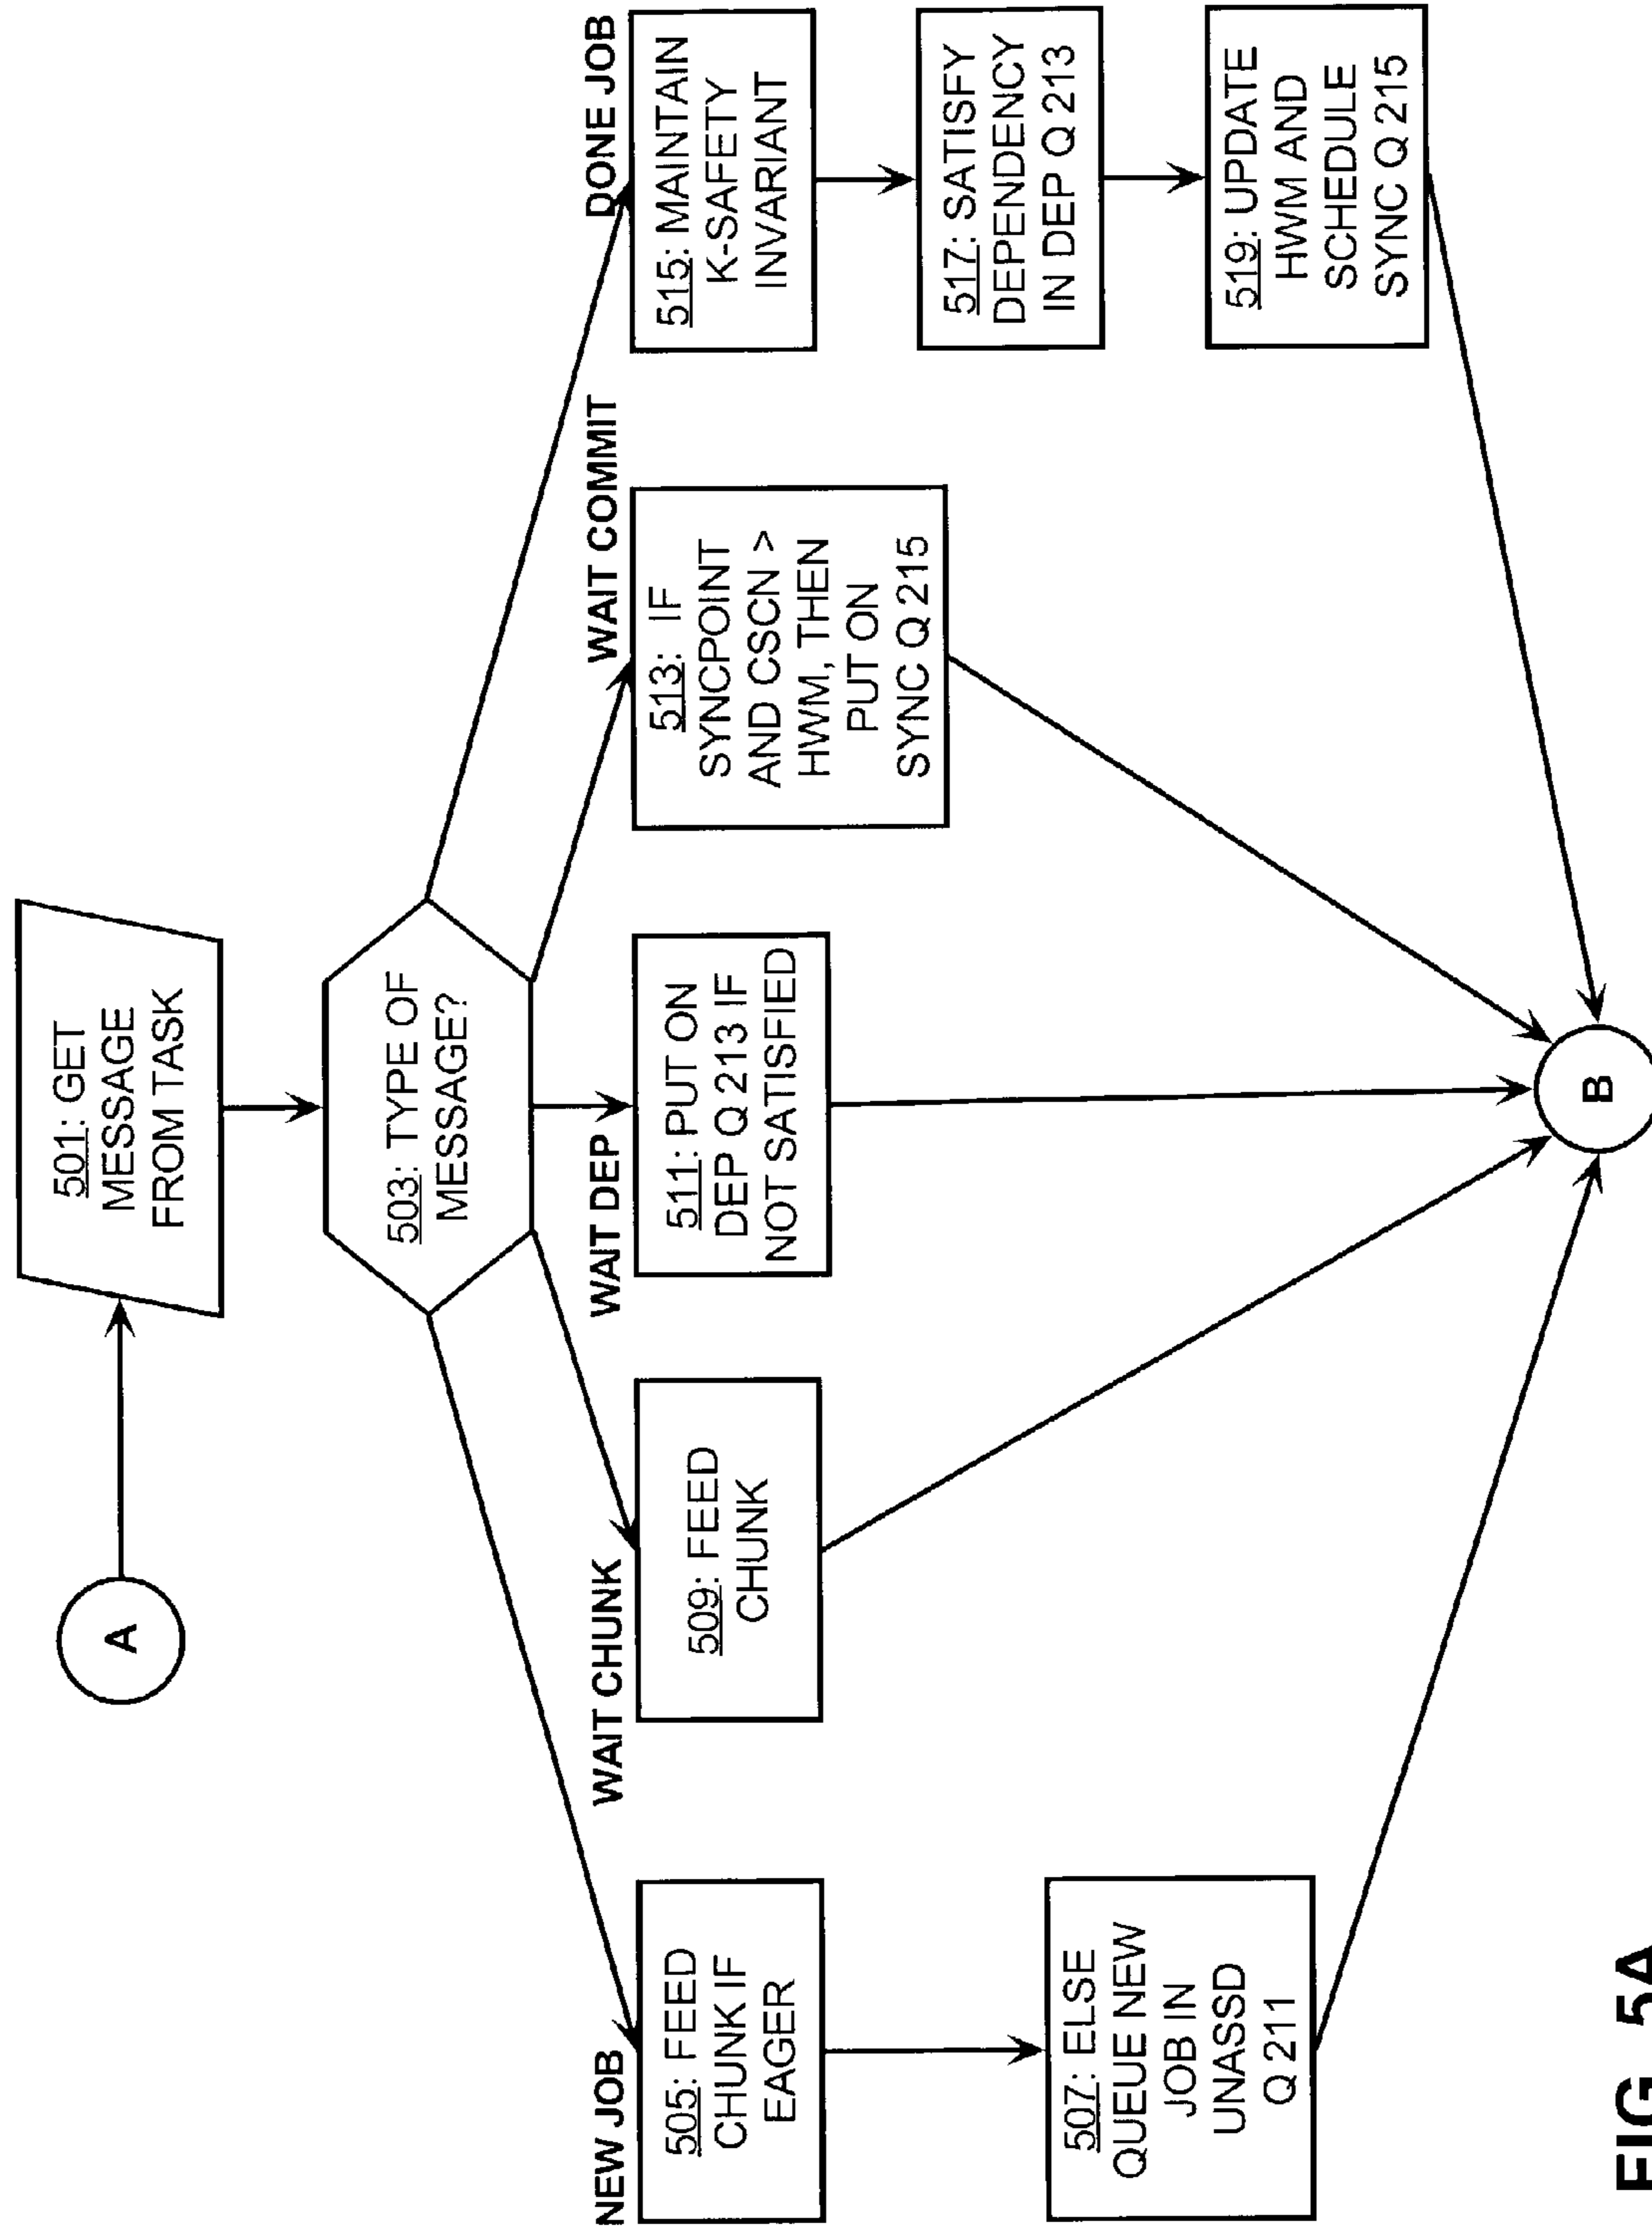 A
501: GET
MESSAGE
FROM TASK
503: TYPE OF
MESSAGE?
NEW JOB
505: FEED
CHUNK IF
EAGER
507: ELSE
QUEUE NEW
JOB IN
UNASSD
Q 211
WAIT CHUNK
509: FEED
CHUNK
WAIT DEP
511: PUT ON
DEP Q 213 IF
NOT SATISFIED
WAIT COMMIT
513: IF
SYNCPOINT
AND CSCN >
HWM, THEN
PUT ON
SYNC Q 215
DONE JOB
515: MAINTAIN
K-SAFETY
INVARIANT
517: SATISFY
DEPENDENCY
IN DEP Q 213
519: UPDATE
HWM AND
SCHEDULE
SYNC Q 215
B
FIG. 5A